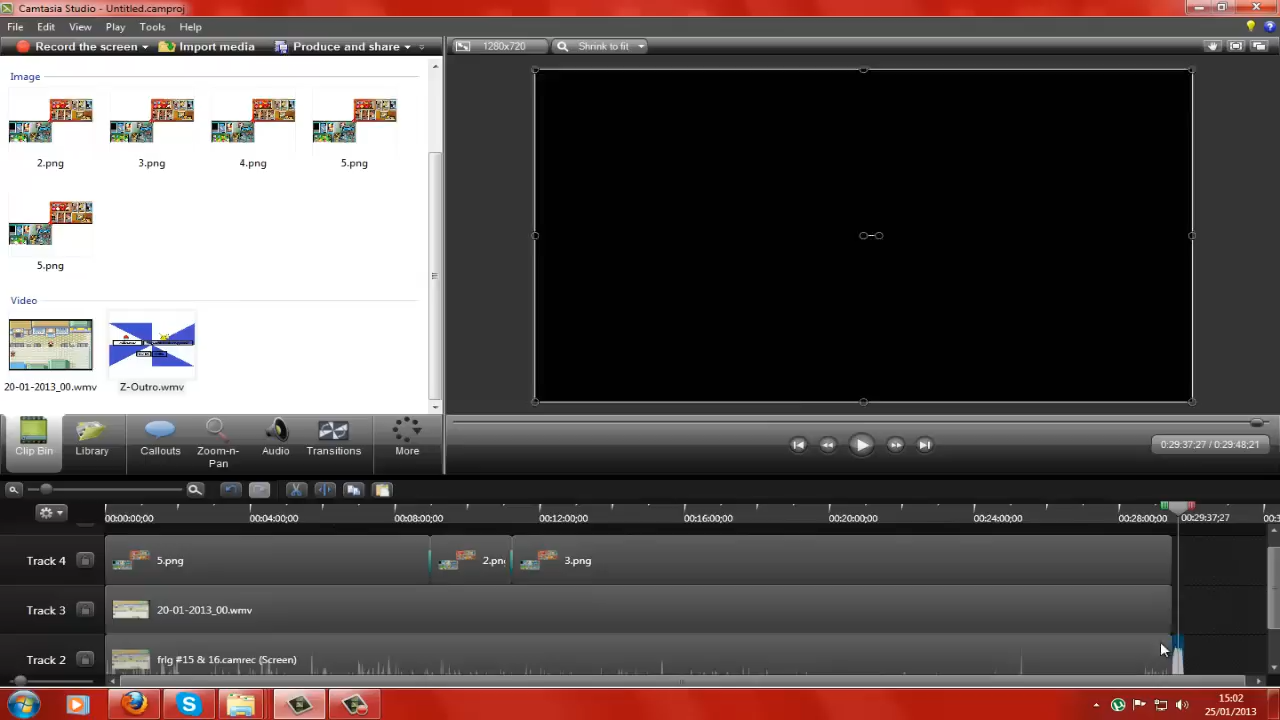 Camtasia Studio - Untitled.camproj
File Edit View Play Tools Help
Record the screen Import media Produce and share
1280x720 Shrink to fit
Image
2.png 3.png 4.png 5.png
5.png
Video
20-01-2013_00.wmv Z-Outro.wmv
Clip Bin Library Callouts Zoom-n-Pan Audio Transitions More
0:29:37;27 / 0:29:48;21
00:00:00;00 00:04:00;00 00:08:00;00 00:12:00;00 00:16:00;00 00:20:00;00 00:24:00;00 00:28:00;00 00:29:37;27
Track 4 5.png 2.pn 3.png
Track 3 20-01-2013_00.wmv
Track 2 frig #15 & 16.camrec (Screen)
15:02
25/01/2013